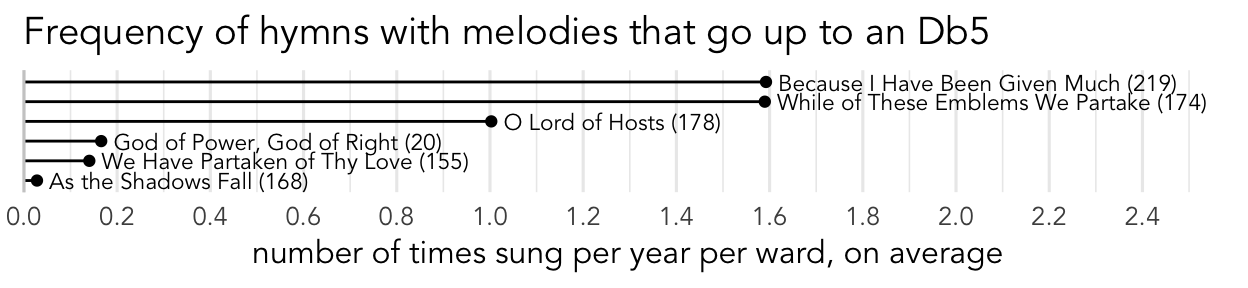 Frequency of hymns with melodies that go up to an Db5
Because I Have Been Given Much (219)
While of These Emblems We Partake (174)
O Lord of Hosts (178)
God of Power, God of Right (20)
We Have Partaken of Thy Love (155)
As the Shadows Fall (168)
0.0 0.2 0.4 0.6 0.8 1.0 1.2 1.4 1.6 1.8 2.0 2.2 2.4
number of times sung per year per ward, on average